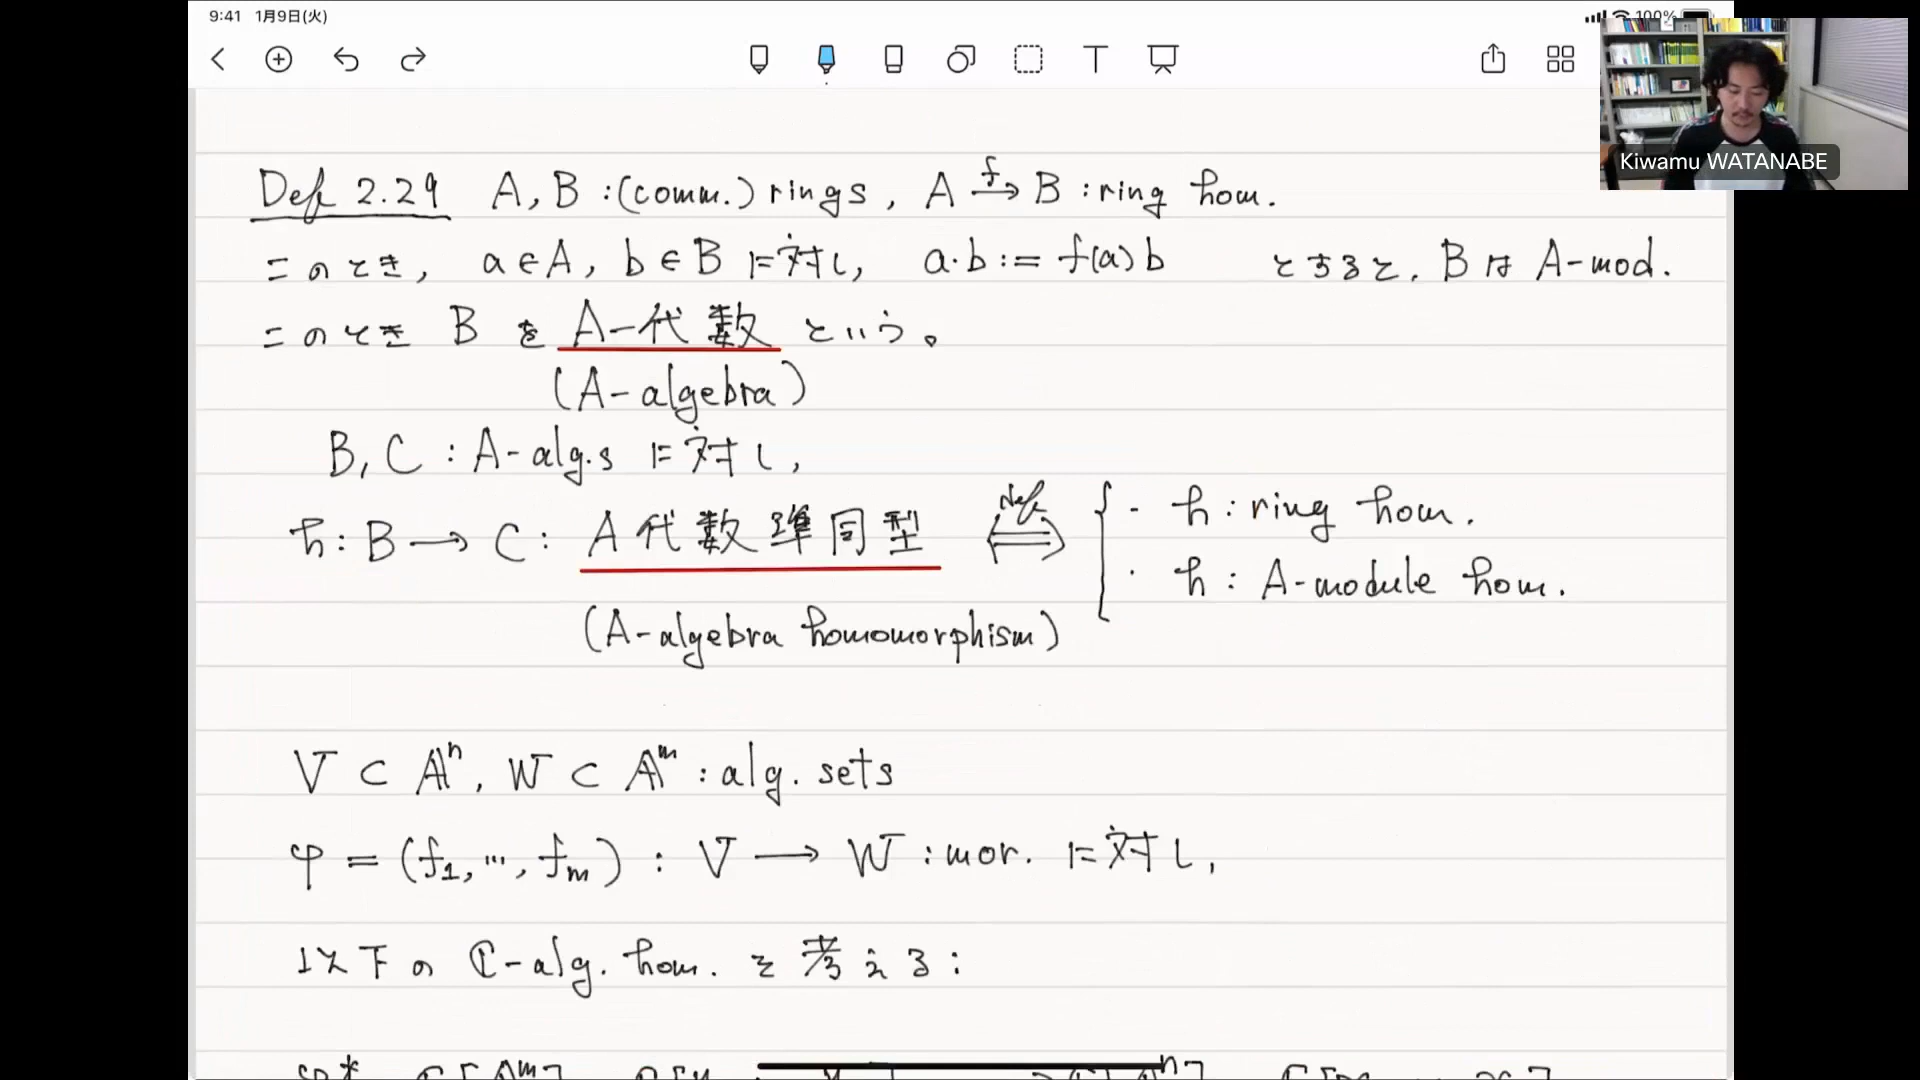 9:41 1月9日(火)
100%
Kiwamu WATANABE
Def 2.29 A, B :(comm.) rings, A →f B : ring hom.
このとき, a∈A, b∈B に対し, a·b := f(a)b とすると, B は A-mod.
このとき B を A-代数 という。
(A-algebra)
B, C : A-alg.s に対し,
h: B → C : A代数準同型 ⇔def { · h : ring hom.
· h : A-module hom.
(A-algebra homomorphism)
V ⊂ 𝔸ⁿ, W ⊂ 𝔸ᵐ : alg. sets
φ = (f₁, …, fₘ) : V → W : mor. に対し,
以下の ℂ-alg. hom. を考える: